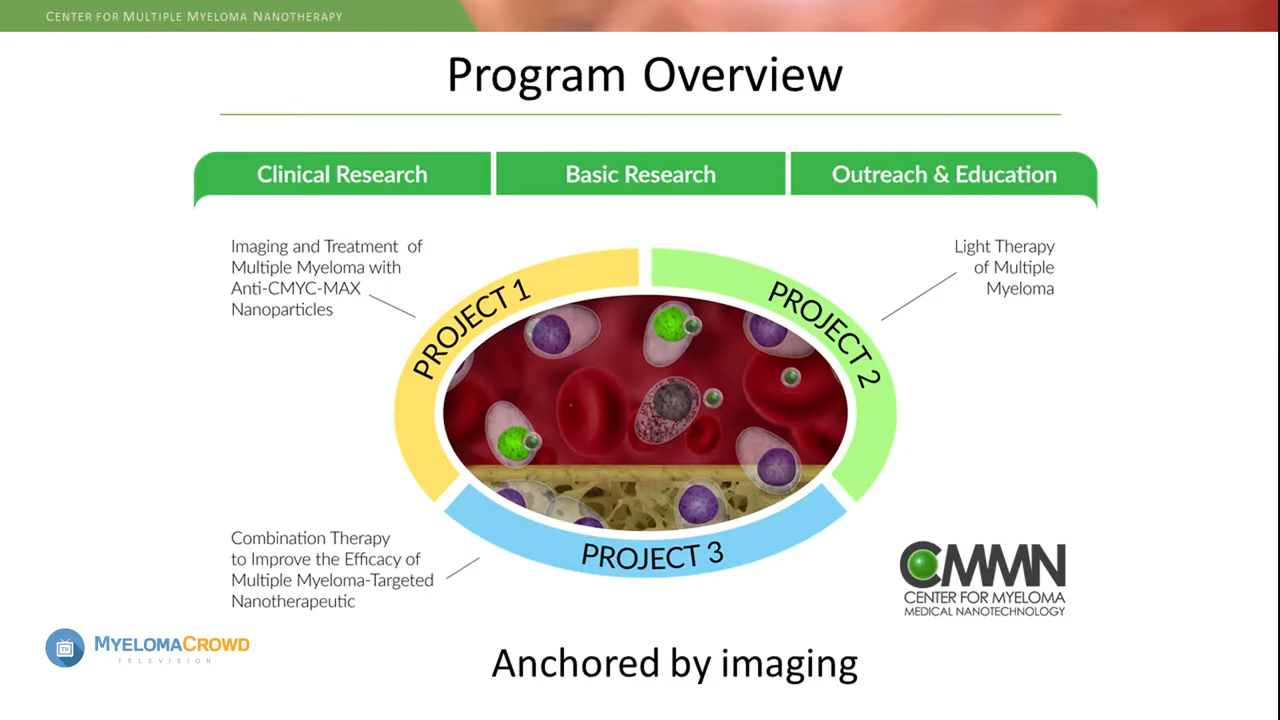 CENTER FOR MULTIPLE MYELOMA NANOTHERAPY
Program Overview
Clinical Research
Basic Research
Outreach & Education
Imaging and Treatment of
Multiple Myeloma with
Anti-CMYC-MAX
Nanoparticles
Light Therapy
of Multiple
Myeloma
PROJECT 1
PROJECT 2
PROJECT 3
Combination Therapy
to Improve the Efficacy of
Multiple Myeloma-Targeted
Nanotherapeutic
CMMN
CENTER FOR MYELOMA
MEDICAL NANOTECHNOLOGY
TV
MYELOMACROWD
TELEVISION
Anchored by imaging